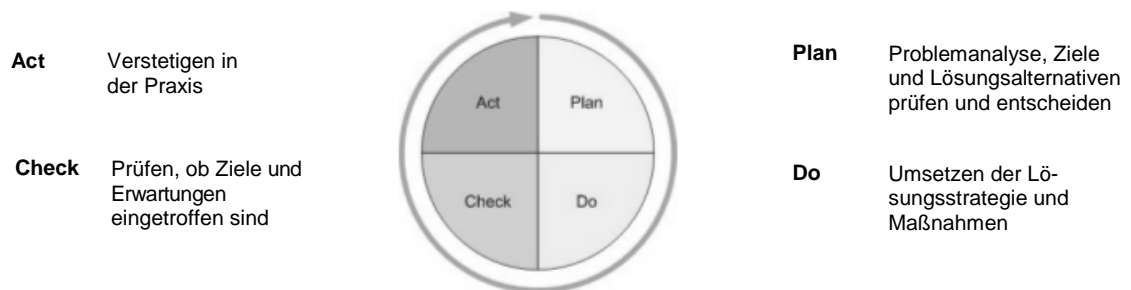 Act
Verstetigen in
der Praxis
Check
Prüfen, ob Ziele und
Erwartungen
eingetroffen sind
Act
Plan
Check
Do
Plan
Problemanalyse, Ziele
und Lösungsalternativen
prüfen und entscheiden
Do
Umsetzen der Lö-
sungsstrategie und
Maßnahmen